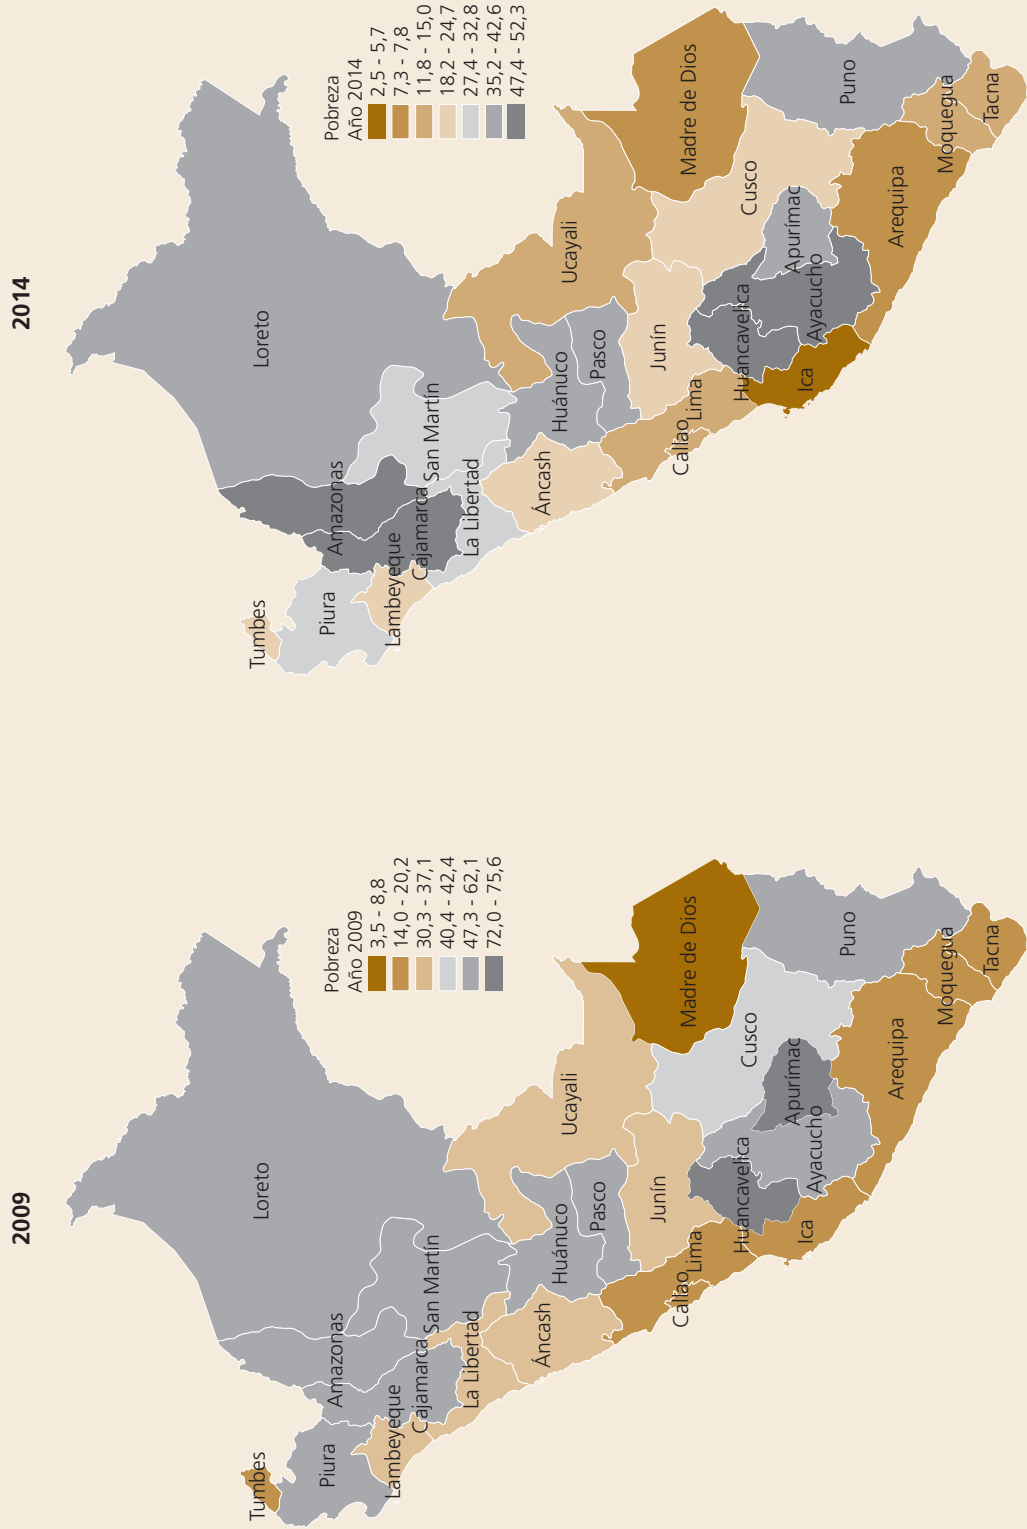 2009
Pobreza
Año 2009
3,5 - 8,8
14,0 - 20,2
30,3 - 37,1
40,4 - 42,4
47,3 - 62,1
72,0 - 75,6
Tumbes
Piura
Lambeyeque
Amazonas
Cajamarca
La Libertad
San Martín
Loreto
Áncash
Huánuco
Pasco
Ucayali
Callao
Lima
Junín
Huancavelica
Ica
Ayacucho
Apurímac
Cusco
Madre de Dios
Puno
Arequipa
Moquegua
Tacna
2014
Pobreza
Año 2014
2,5 - 5,7
7,3 - 7,8
11,8 - 15,0
18,2 - 24,7
27,4 - 32,8
35,2 - 42,6
47,4 - 52,3
Tumbes
Piura
Lambeyeque
Amazonas
Cajamarca
La Libertad
San Martín
Loreto
Áncash
Huánuco
Pasco
Ucayali
Callao
Lima
Junín
Huancavelica
Ica
Ayacucho
Apurímac
Cusco
Madre de Dios
Puno
Arequipa
Moquegua
Tacna